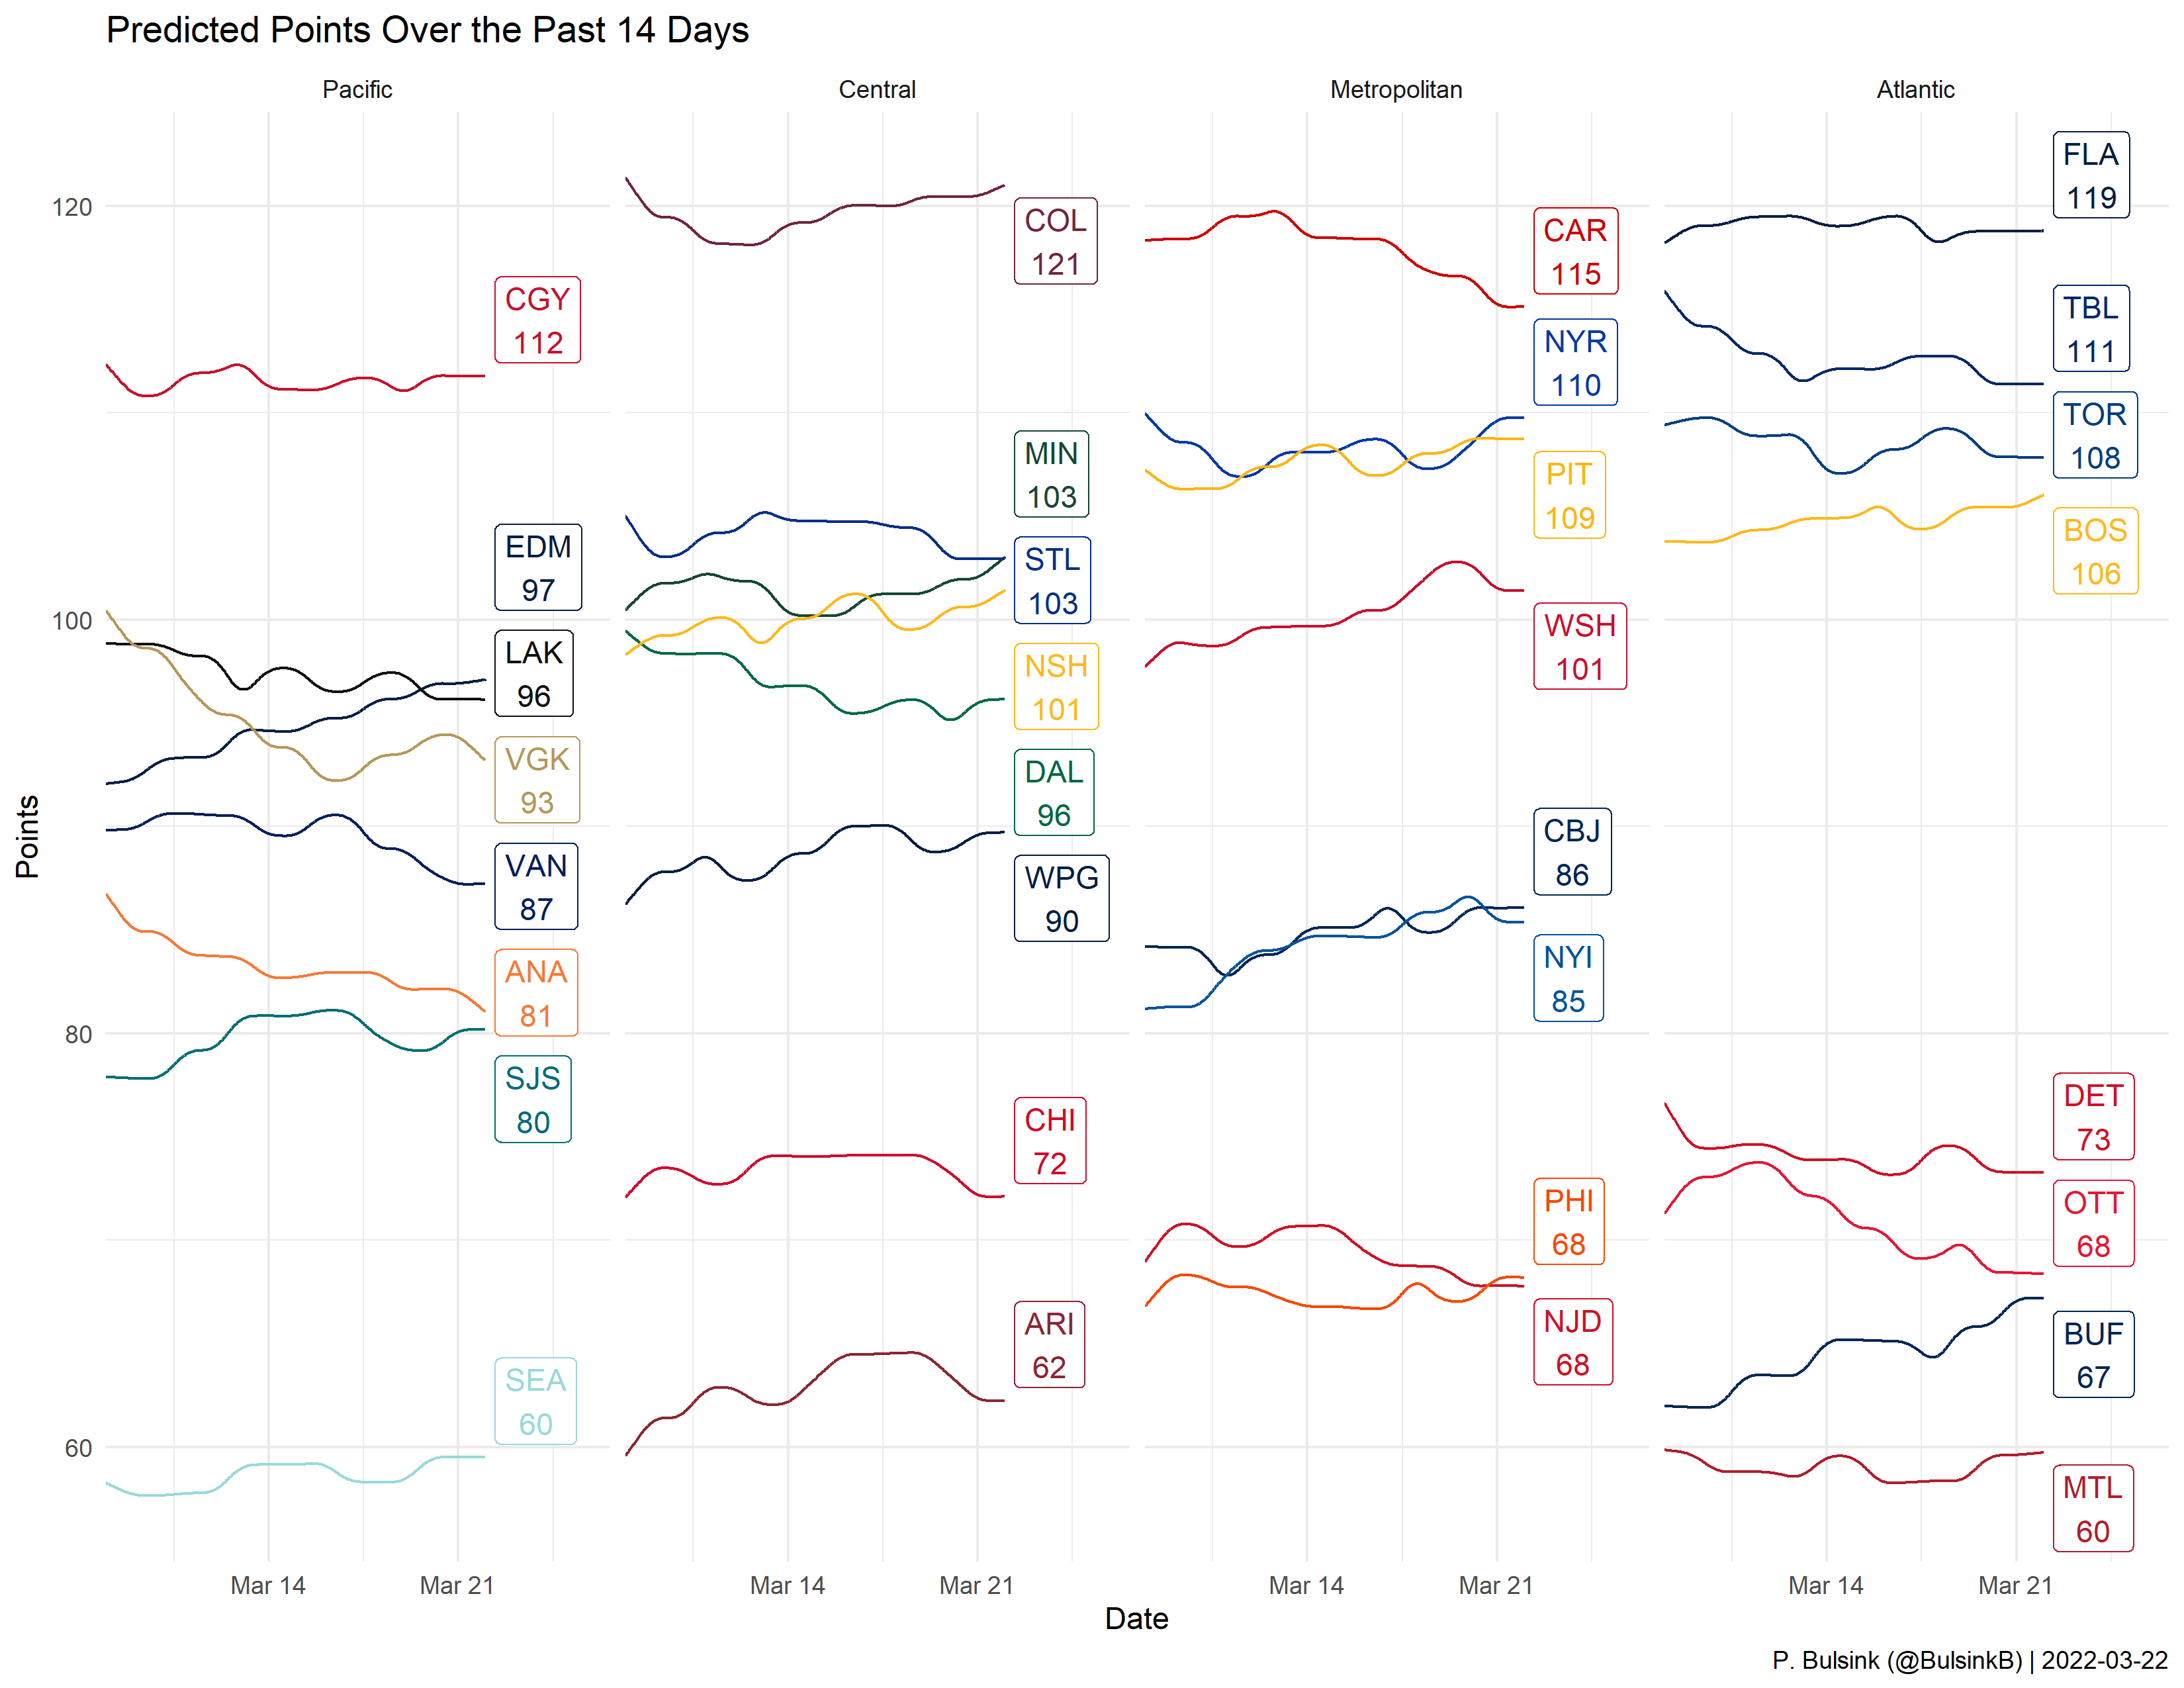 Predicted Points Over the Past 14 Days
Pacific
Central
Metropolitan
Atlantic
Points
120
100
80
60
CGY
112
EDM
97
LAK
96
VGK
93
VAN
87
ANA
81
SJS
80
SEA
60
COL
121
MIN
103
STL
103
NSH
101
DAL
96
WPG
90
CHI
72
ARI
62
CAR
115
NYR
110
PIT
109
WSH
101
CBJ
86
NYI
85
PHI
68
NJD
68
FLA
119
TBL
111
TOR
108
BOS
106
DET
73
OTT
68
BUF
67
MTL
60
Mar 14
Mar 21
Mar 14
Mar 21
Mar 14
Mar 21
Mar 14
Mar 21
Date
P. Bulsink (@BulsinkB) | 2022-03-22